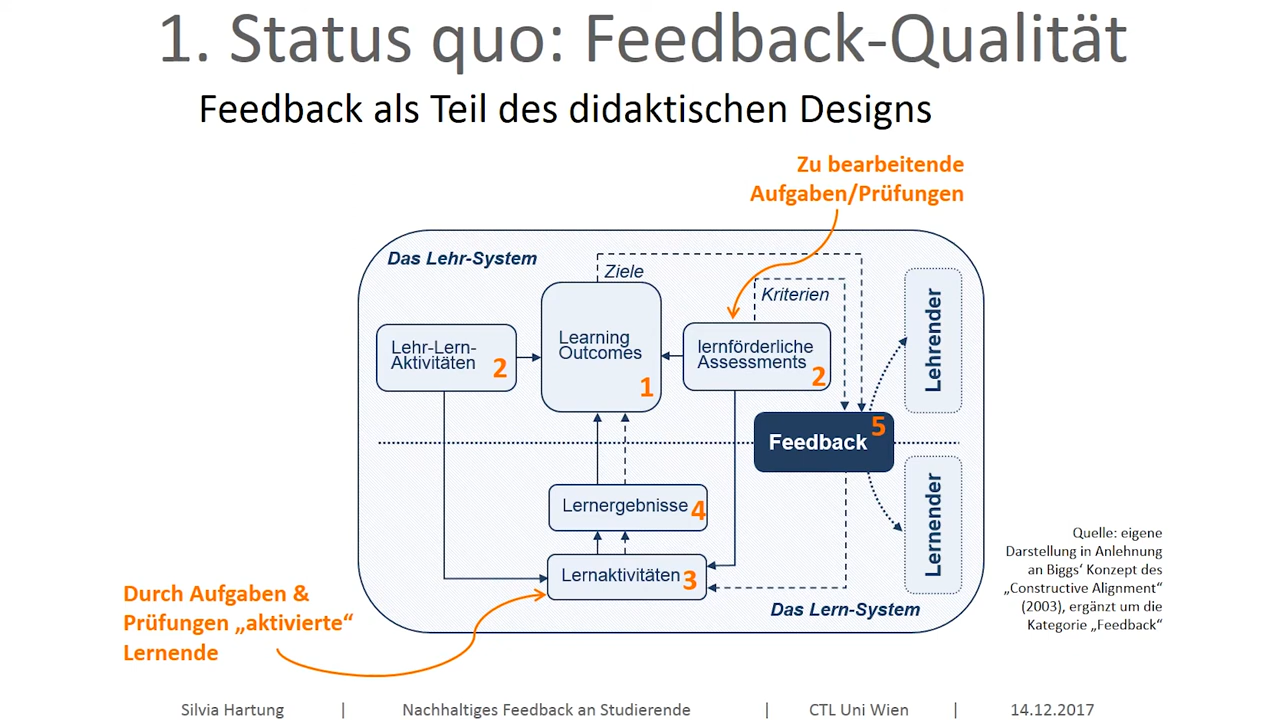 1. Status quo: Feedback-Qualität
Feedback als Teil des didaktischen Designs
Zu bearbeitende
Aufgaben/Prüfungen
Das Lehr-System
Ziele
Kriterien
Lehr-Lern-
Aktivitäten
2
Learning
Outcomes
1
lernförderliche
Assessments
2
Lehrender
Feedback
5
Lernergebnisse
4
Lernaktivitäten
3
Lernender
Das Lern-System
Durch Aufgaben &
Prüfungen „aktivierte“
Lernende
Quelle: eigene
Darstellung in Anlehnung
an Biggs‘ Konzept des
„Constructive Alignment“
(2003), ergänzt um die
Kategorie „Feedback“
Silvia Hartung | Nachhaltiges Feedback an Studierende | CTL Uni Wien | 14.12.2017